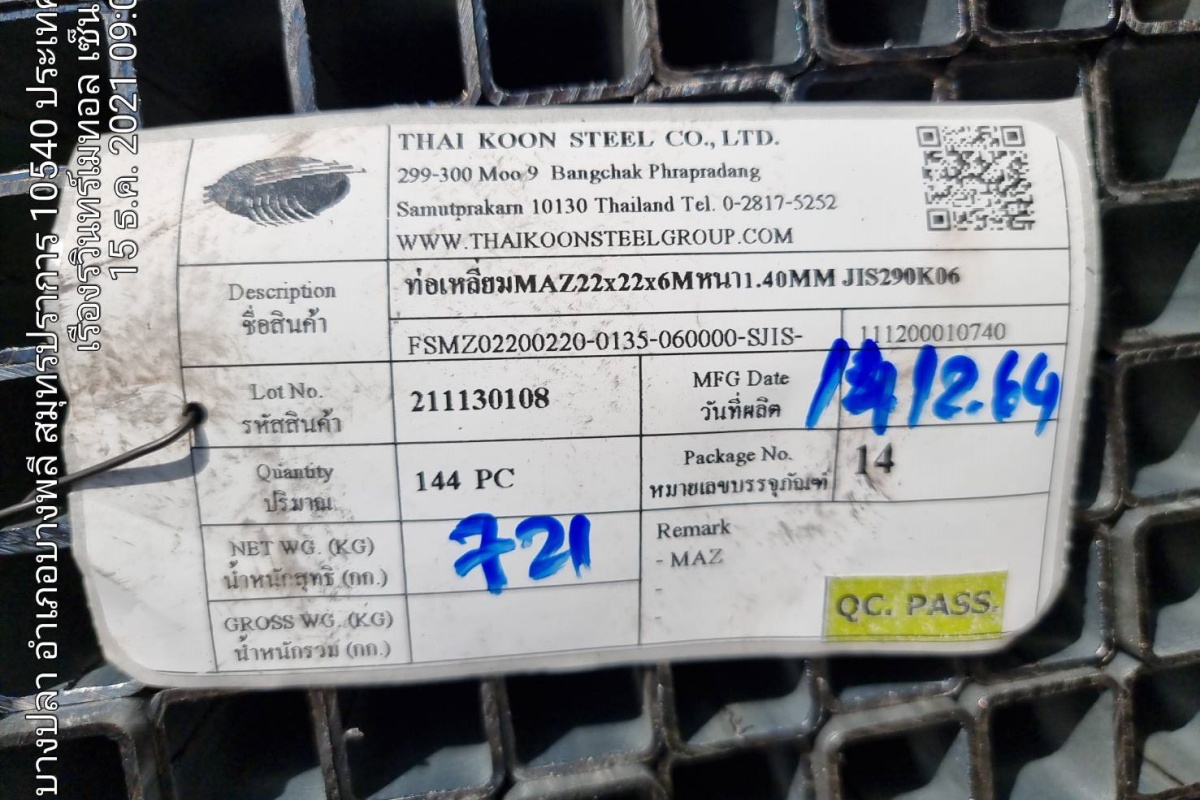 บางปลา อำเภอบางพลี สมุทรปราการ 10540 ประเทศ
เรืองรวินทร์เมทอล เซ็น
15 ธ.ค. 2021 09:0
THAI KOON STEEL CO., LTD.
299-300 Moo 9 Bangchak Phrapradang
Samutprakarn 10130 Thailand Tel. 0-2817-5252
WWW.THAIKOONSTEELGROUP.COM
Description
ชื่อสินค้า
ท่อเหลี่ยมMAZ22x22x6Mหนา1.40MM JIS290K06
FSMZ02200220-0135-060000-SJIS-
111200010740
Lot No.
รหัสสินค้า
211130108
MFG Date
วันที่ผลิต
12.64
Quantity
ปริมาณ
144 PC
Package No.
หมายเลขบรรจุภัณฑ์
14
NET WG. (KG)
น้ำหนักสุทธิ (กก.)
721
Remark
- MAZ
-
QC. PASS.
GROSS WG. (KG)
น้ำหนักรวม (กก.)